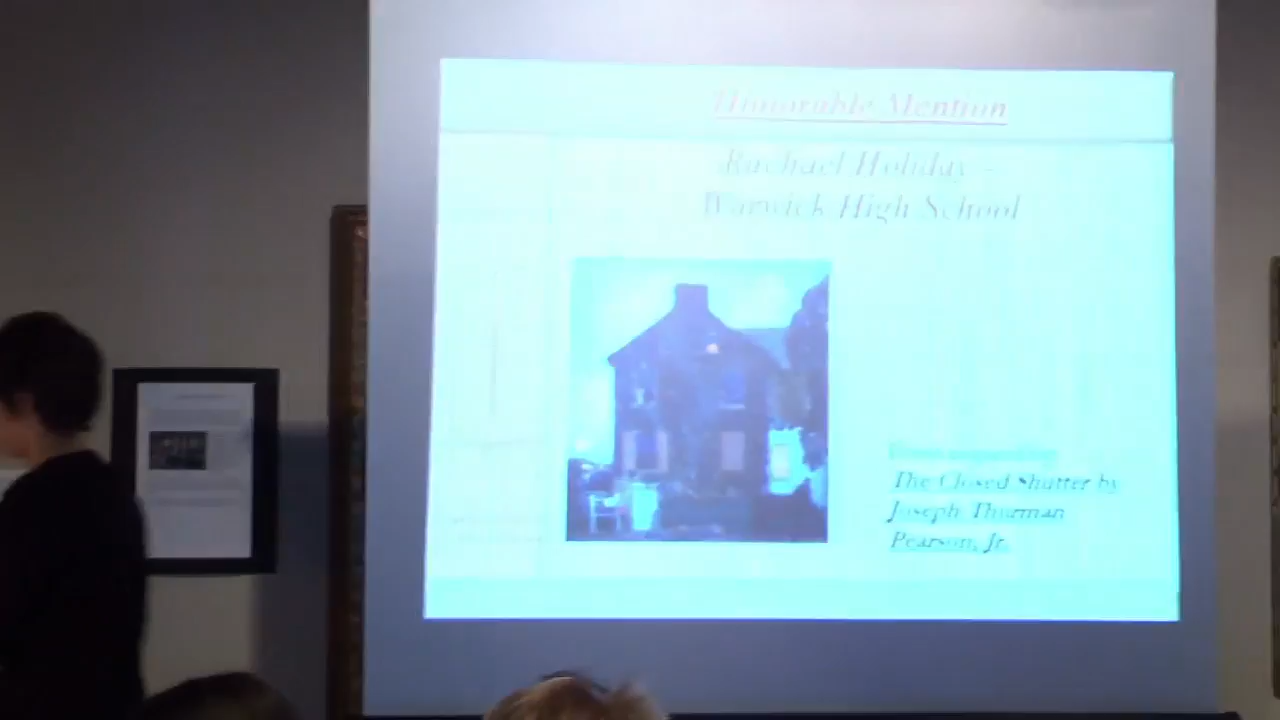 Honorable Mention
Rachael Holiday -
Warwick High School
The Closed Shutter by
Joseph Thurman
Pearson, Jr.